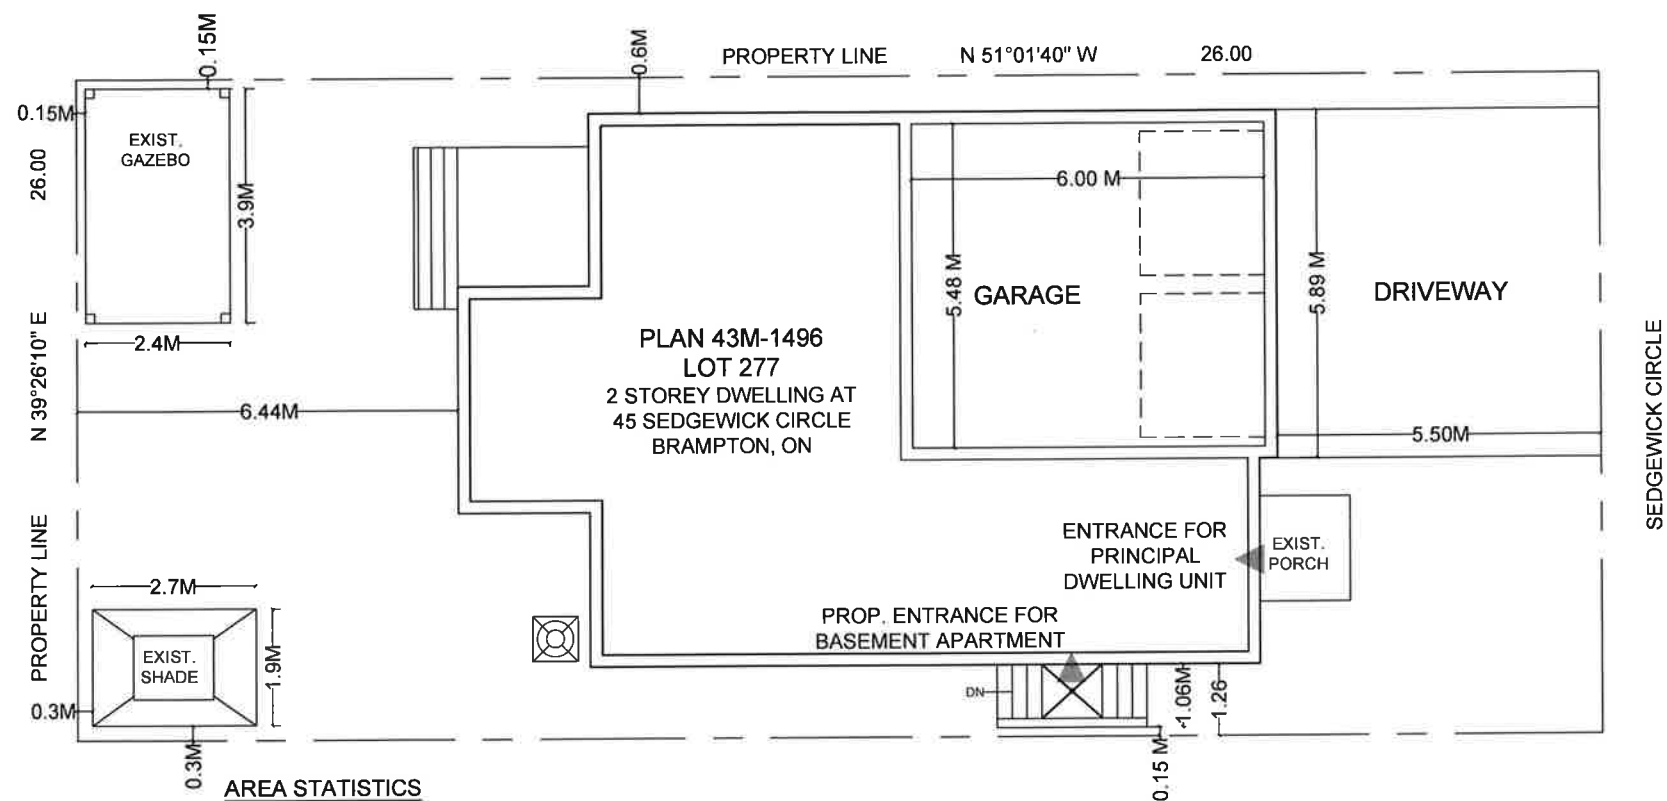 0.15M
0.6M
PROPERTY LINE N 51°01'40" W 26.00
0.15M
EXIST.
GAZEBO
26.00
3.9M
6.00 M
5.48 M
GARAGE
5.89 M
DRIVEWAY
2.4M
N 39°26'10" E
PLAN 43M-1496
LOT 277
2 STOREY DWELLING AT
45 SEDGEWICK CIRCLE
BRAMPTON, ON
6.44M
5.50M
SEDGEWICK CIRCLE
PROPERTY LINE
ENTRANCE FOR
PRINCIPAL
DWELLING UNIT
EXIST.
PORCH
2.7M
PROP. ENTRANCE FOR
BASEMENT APARTMENT
EXIST.
SHADE
1.9M
DN
1.06M
1.26
0.3M
0.3M
0.15 M
AREA STATISTICS